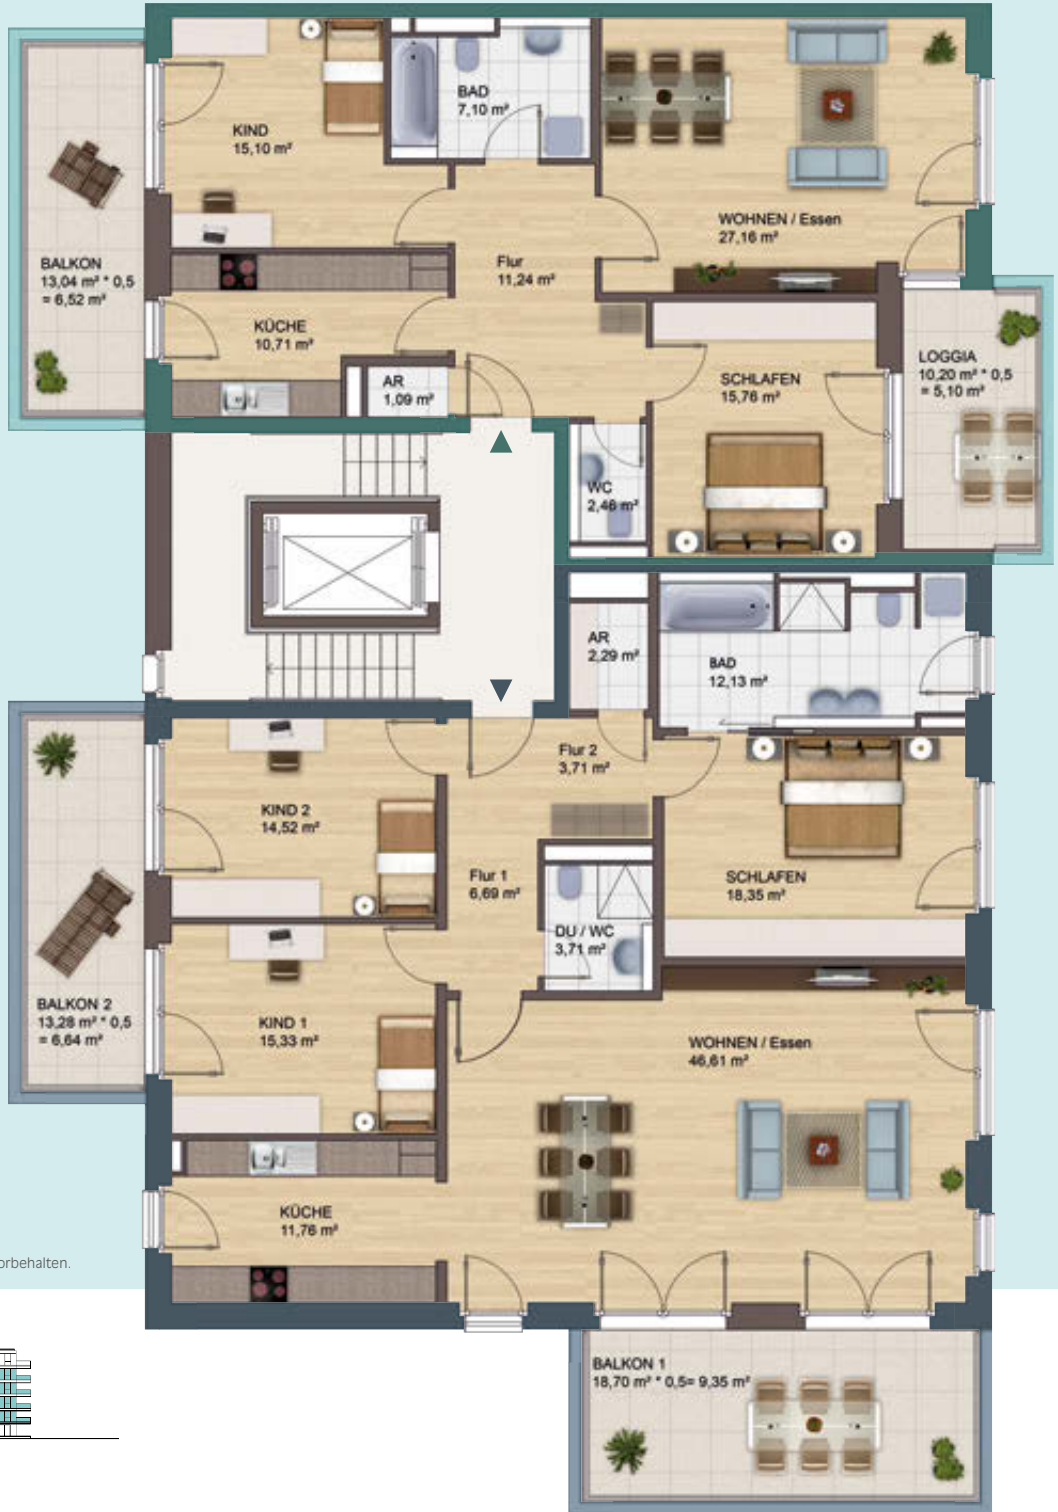 BAD
7,10 m²
KIND
15,10 m²
WOHNEN / Essen
27,16 m²
BALKON
13,04 m² * 0,5
= 6,52 m²
Flur
11,24 m²
KÜCHE
10,71 m²
AR
1,09 m²
SCHLAFEN
15,76 m²
LOGGIA
10,20 m² * 0,5
= 5,10 m²
WC
2,46 m²
AR
2,29 m²
BAD
12,13 m²
Flur 2
3,71 m²
KIND 2
14,52 m²
Flur 1
6,69 m²
SCHLAFEN
18,35 m²
DU / WC
3,71 m²
BALKON 2
13,28 m² * 0,5
= 6,64 m²
KIND 1
15,33 m²
WOHNEN / Essen
46,61 m²
KÜCHE
11,76 m²
orbehalten.
BALKON 1
18,70 m² * 0,5= 9,35 m²